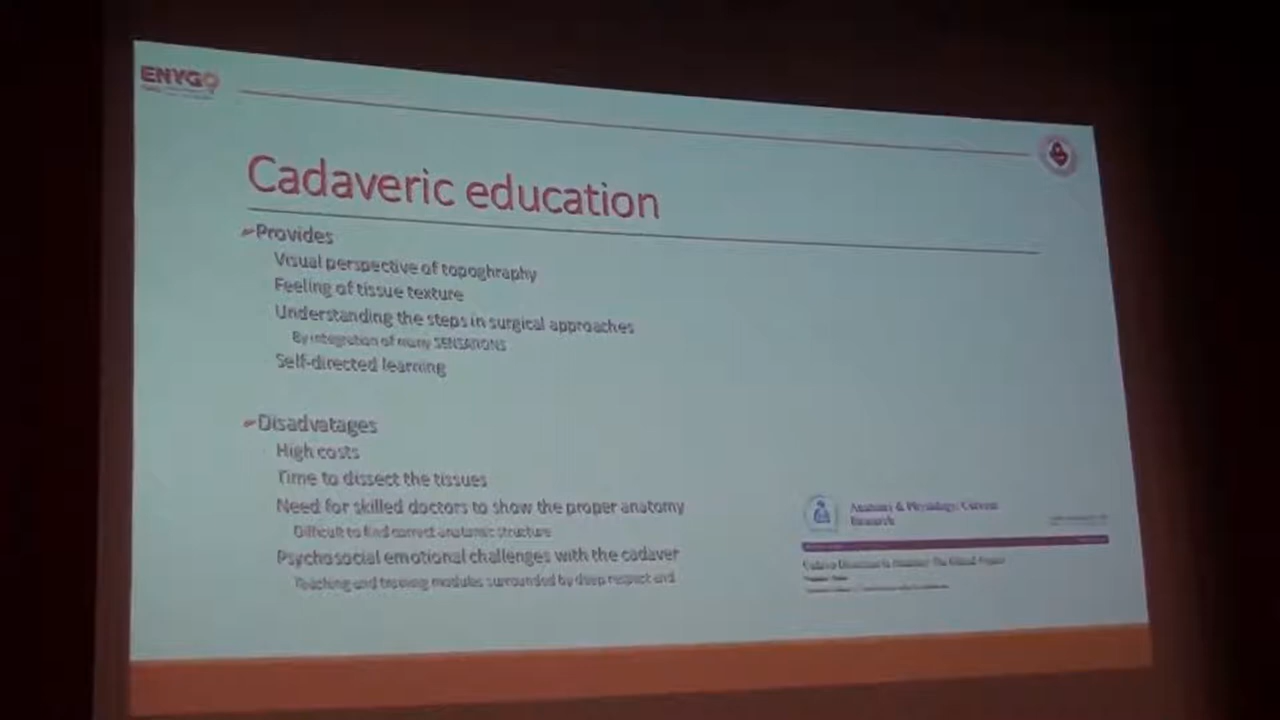 ENYGO
Cadaveric education
Provides
Visual perspective of topoghraphy
Feeling of tissue texture
Understanding the steps in surgical approaches
By integration of many SENSATIONS
Self-directed learning
Disadvatages
High costs
Time to dissect the tissues
Need for skilled doctors to show the proper anatomy
Difficult to find correct anatomic structure
Psychosocial emotional challenges with the cadaver
Teaching and training modules surrounded by deep respect and
Anatomy & Physiology: Current
Research